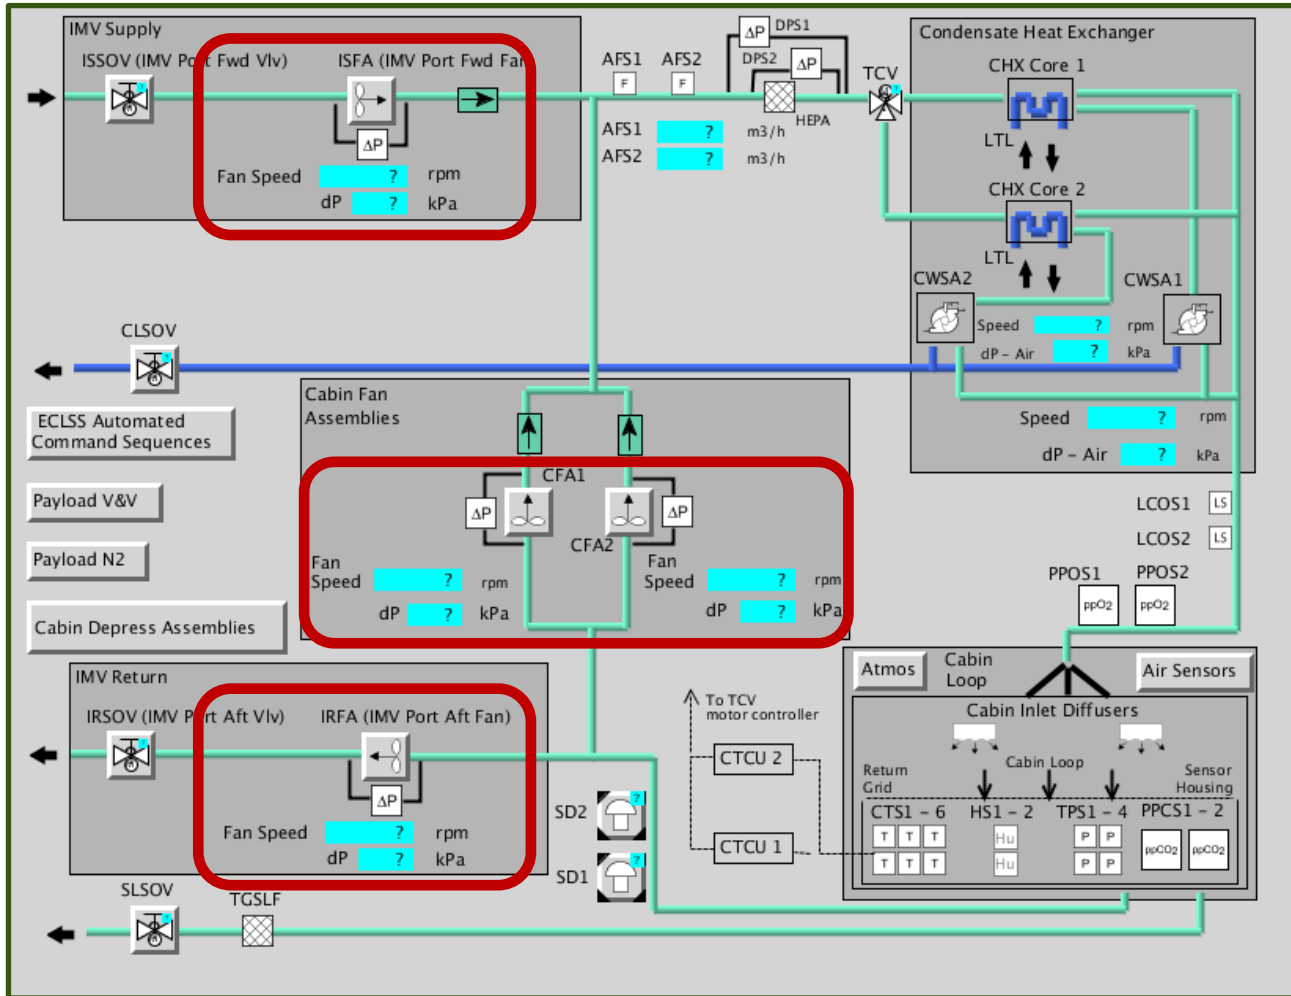 IMV Supply
ISSOV (IMV Port Fwd Vlv)
ISFA (IMV Port Fwd Fan)
ΔP
Fan Speed ? rpm
dP ? kPa
AFS1 AFS2
F F
ΔP DPS1
DPS2 ΔP
HEPA
TCV
?
AFS1 ? m3/h
AFS2 ? m3/h
Condensate Heat Exchanger
CHX Core 1
LTL
CHX Core 2
LTL
CWSA2 CWSA1
Speed ? rpm
dP - Air ? kPa
Speed ? rpm
dP - Air ? kPa
CLSOV
?
ECLSS Automated
Command Sequences
Payload V&V
Payload N2
Cabin Depress Assemblies
Cabin Fan
Assemblies
CFA1
ΔP ΔP
CFA2
Fan
Speed ? rpm
dP ? kPa
Fan
Speed ? rpm
dP ? kPa
LCOS1 LS
LCOS2 LS
PPOS1 PPOS2
ppO2 ppO2
IMV Return
IRSOV (IMV Port Aft Vlv)
IRFA (IMV Port Aft Fan)
?
ΔP
Fan Speed ? rpm
dP ? kPa
SLSOV
?
TGSLF
SD2 ?
SD1 ?
To TCV
motor controller
CTCU 2
CTCU 1
Atmos
Cabin
Loop
Air Sensors
Cabin Inlet Diffusers
Cabin Loop
Return
Grid
Sensor
Housing
CTS1 - 6 HS1 - 2 TPS1 - 4 PPCS1 - 2
T T T Hu P P ppCO2 ppCO2
T T T Hu P P